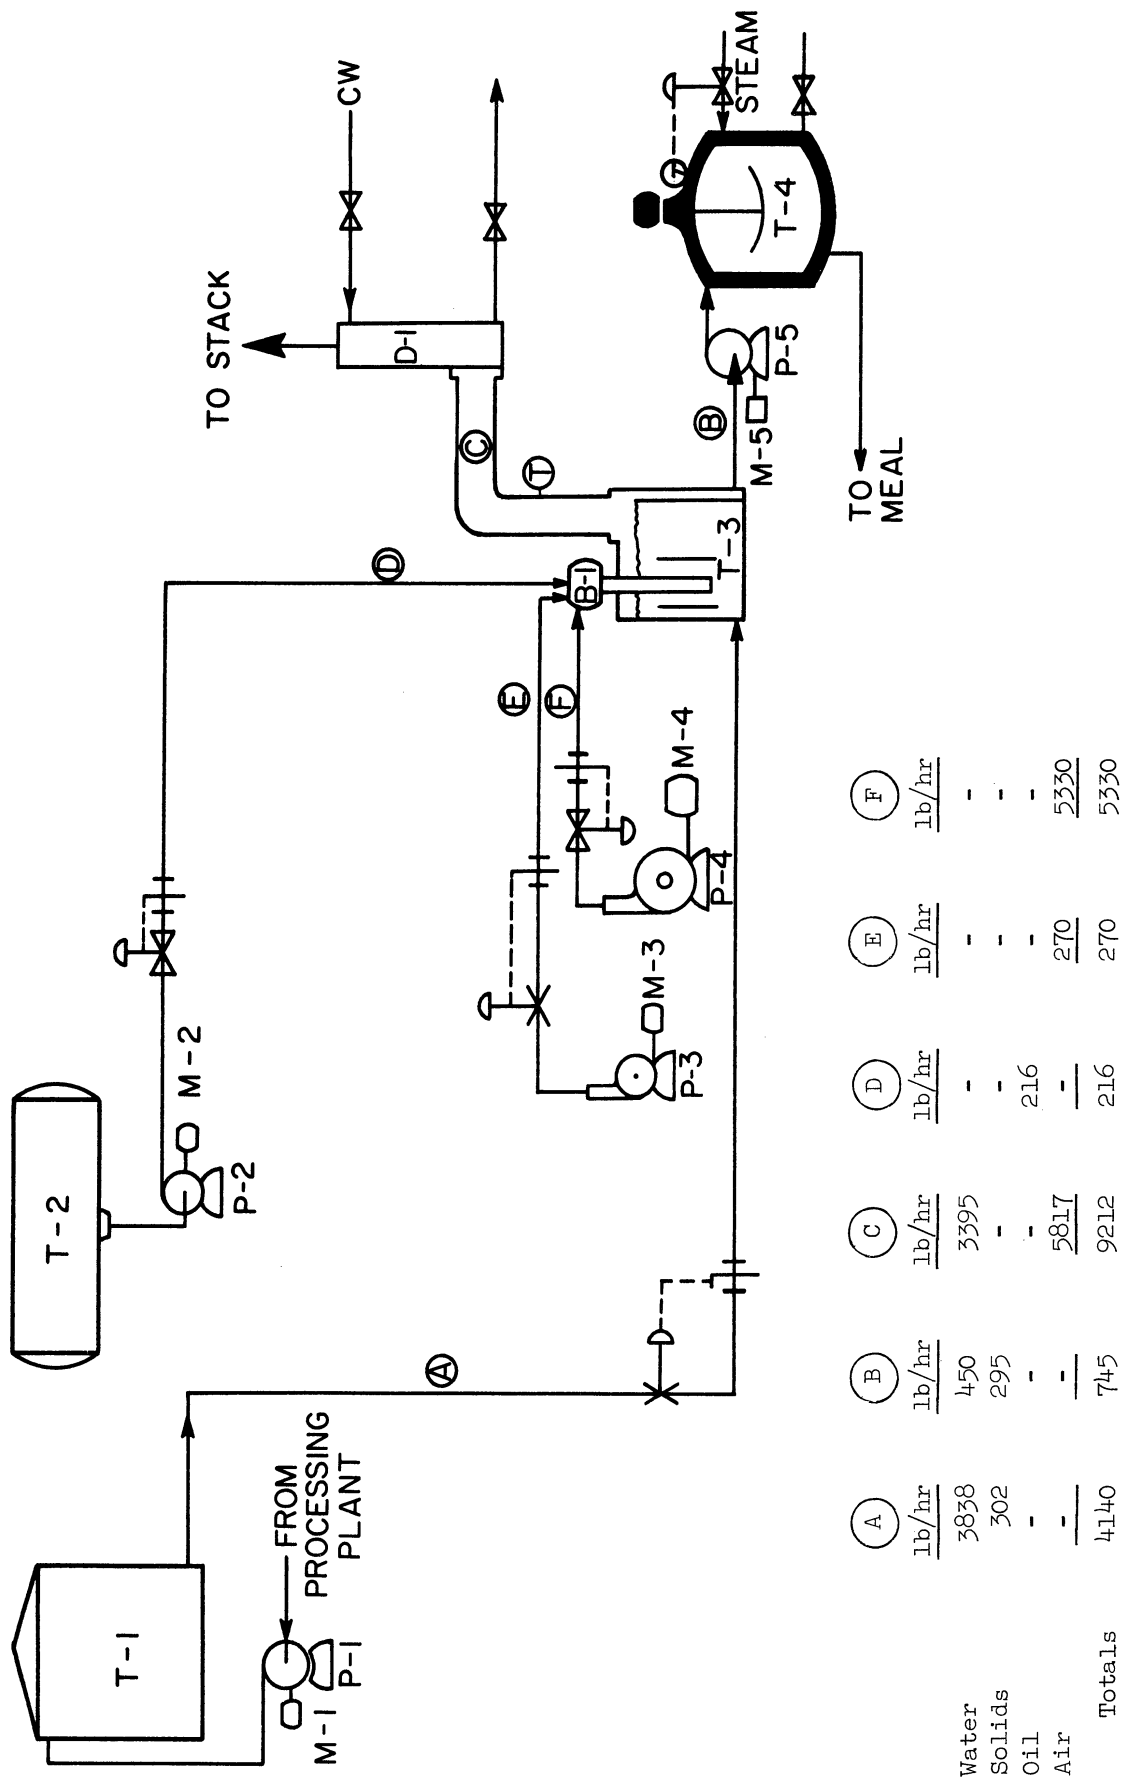 T-1
M-1
P-1
FROM
PROCESSING
PLANT
A
T-2
P-2
M-2
D
P-3
M-3
E
P-4
M-4
F
B-1
T-3
T
C
D-1
TO STACK
CW
B
M-5
P-5
T-4
STEAM
TO
MEAL
A B C D E F
lb/hr lb/hr lb/hr lb/hr lb/hr lb/hr
Water 3838 450 3395 - - -
Solids 302 295 - - - -
Oil - - - 216 - -
Air - - 5817 - 270 5330
Totals 4140 745 9212 216 270 5330